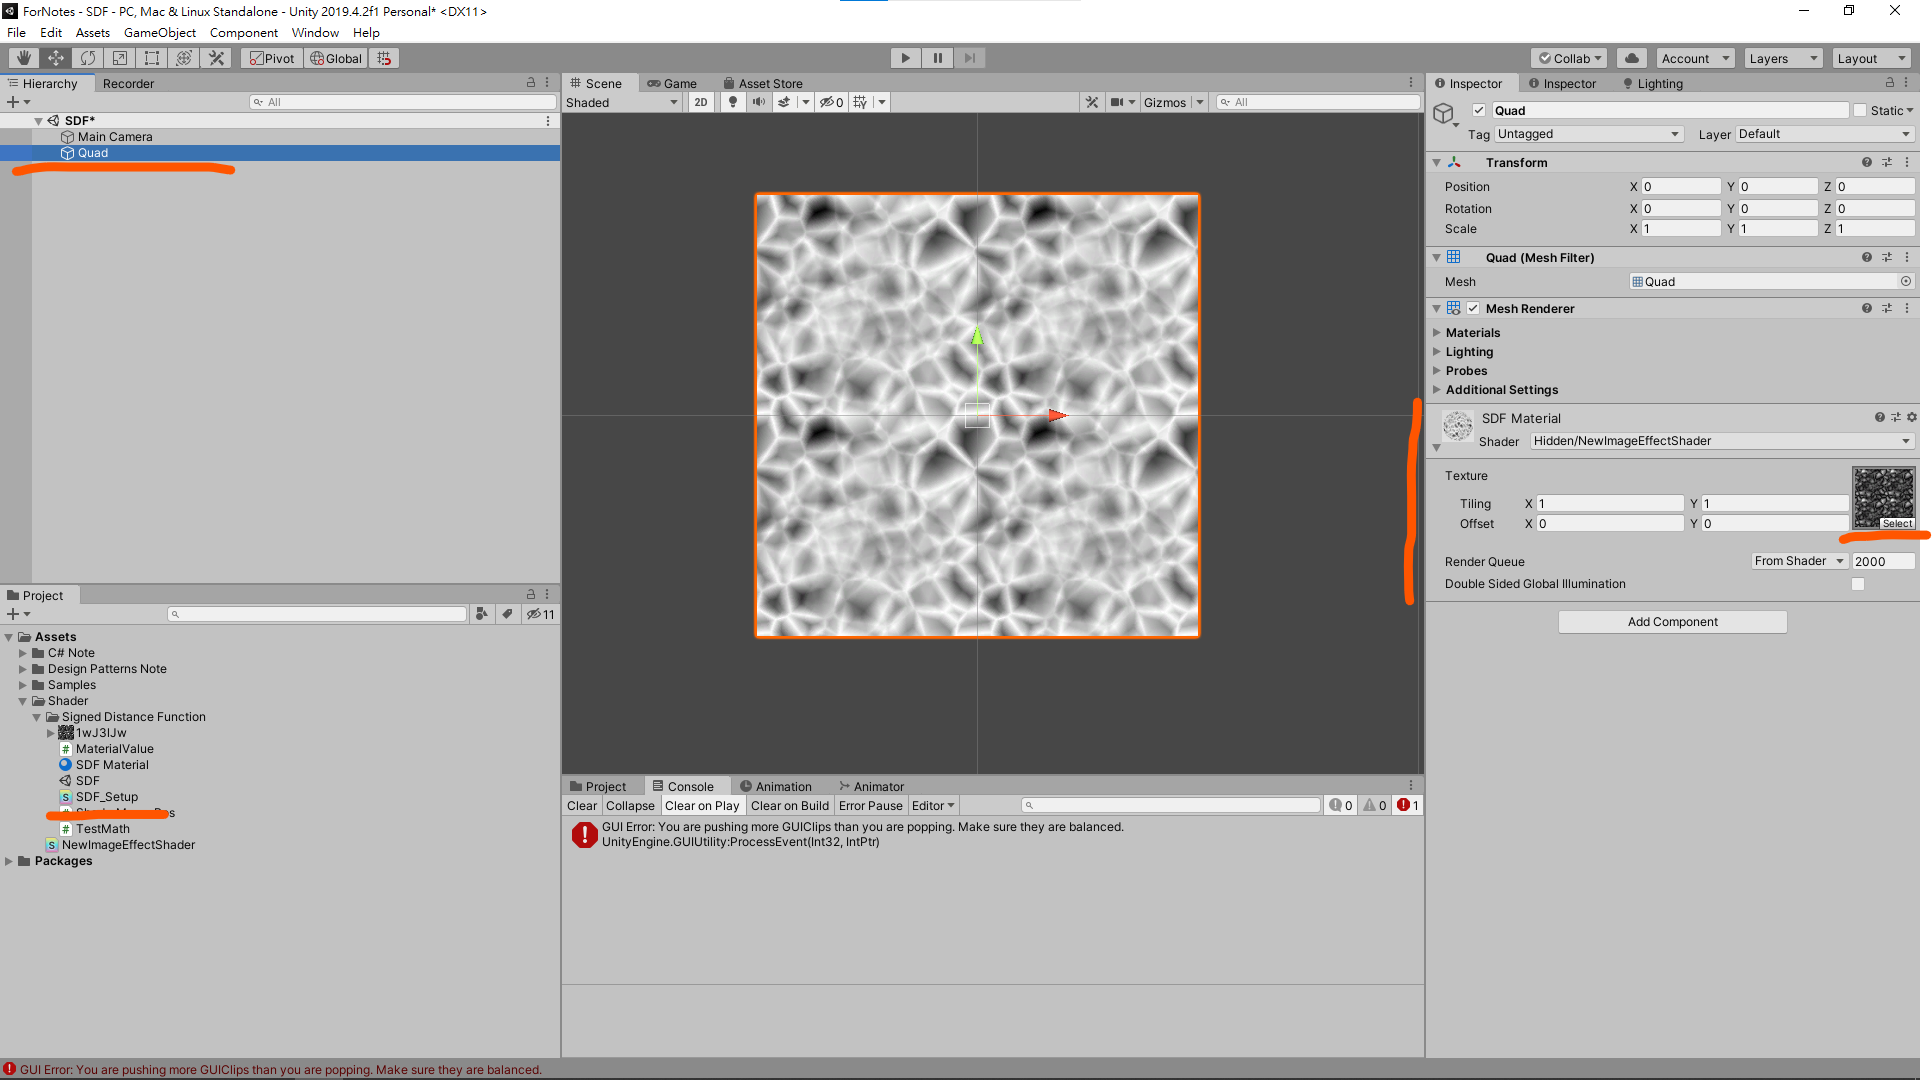 ForNotes - SDF - PC, Mac & Linux Standalone - Unity 2019.4.2f1 Personal* <DX11>
File Edit Assets GameObject Component Window Help
Pivot Global Collab Account Layers Layout
Hierarchy Recorder
All
SDF*
Main Camera
Quad
Scene Game Asset Store
Shaded 2D 0 Gizmos All
Inspector Inspector Lighting
Quad Static
Tag Untagged Layer Default
Transform
Position X 0 Y 0 Z 0
Rotation X 0 Y 0 Z 0
Scale X 1 Y 1 Z 1
Quad (Mesh Filter)
Mesh Quad
Mesh Renderer
Materials
Lighting
Probes
Additional Settings
SDF Material
Shader Hidden/NewImageEffectShader
Texture
Tiling X 1 Y 1
Offset X 0 Y 0
Select
Render Queue From Shader 2000
Double Sided Global Illumination
Add Component
Project
11
Assets
C# Note
Design Patterns Note
Samples
Shader
Signed Distance Function
MaterialValue
SDF Material
SDF
SDF_Setup
TestMath
NewImageEffectShader
Packages
Project Console Animation Animator
Clear Collapse Clear on Play Clear on Build Error Pause Editor 0 0 1
GUI Error: You are pushing more GUIClips than you are popping. Make sure they are balanced.
UnityEngine.GUIUtility:ProcessEvent(Int32, IntPtr)
GUI Error: You are pushing more GUIClips than you are popping. Make sure they are balanced.